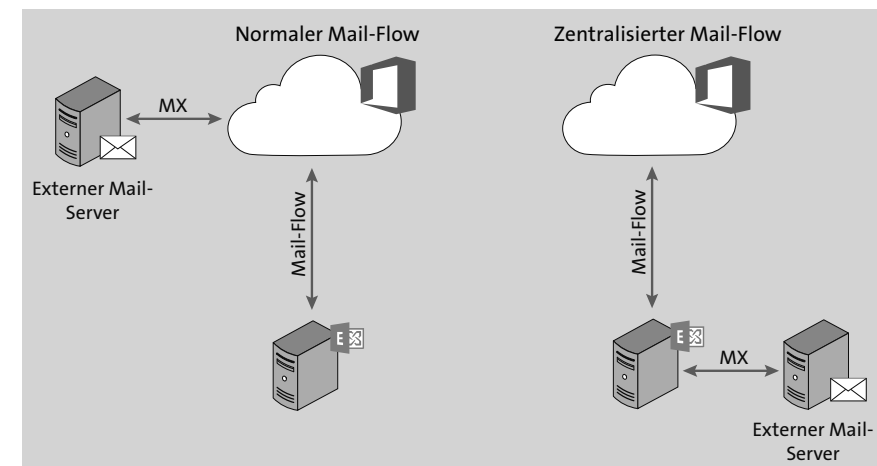 Normaler Mail-Flow
Zentralisierter Mail-Flow
MX
Externer Mail-
Server
Mail-Flow
Mail-Flow
E
E
MX
Externer Mail-
Server